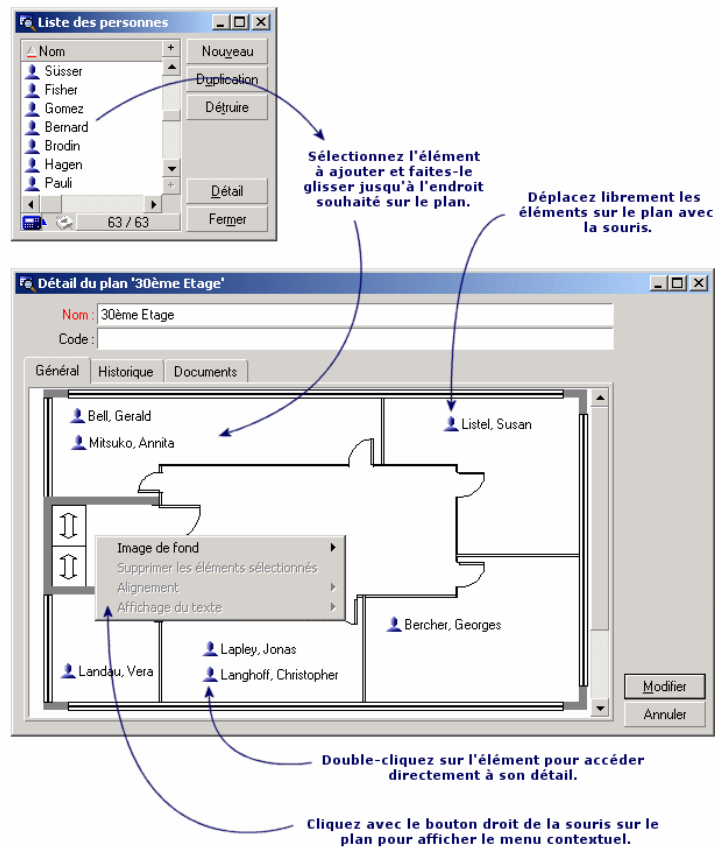 Liste des personnes
Nom
+
Nouveau
Süsser
Duplication
Fisher
Gomez
Détruire
Bernard
Brodin
Hagen
Pauli
+
Détail
63 / 63
Fermer
Sélectionnez l'élément
à ajouter et faites-le
glisser jusqu'à l'endroit
souhaité sur le plan.
Déplacez librement les
éléments sur le plan avec
la souris.
Détail du plan '30ème Etage'
Nom : 30ème Etage
Code :
Général Historique Documents
Bell, Gerald
Mitsuko, Annita
Listel, Susan
Image de fond
Supprimer les éléments sélectionnés
Alignement
Affichage du texte
Bercher, Georges
Lapley, Jonas
Landau, Vera
Langhoff, Christopher
Modifier
Annuler
Double-cliquez sur l'élément pour accéder
directement à son détail.
Cliquez avec le bouton droit de la souris sur le
plan pour afficher le menu contextuel.